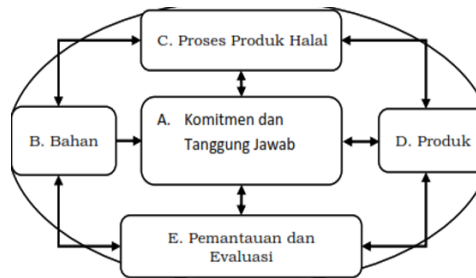 C. Proses Produk Halal
A. Komitmen dan
Tanggung Jawab
B. Bahan
D. Produk
E. Pemantauan dan
Evaluasi